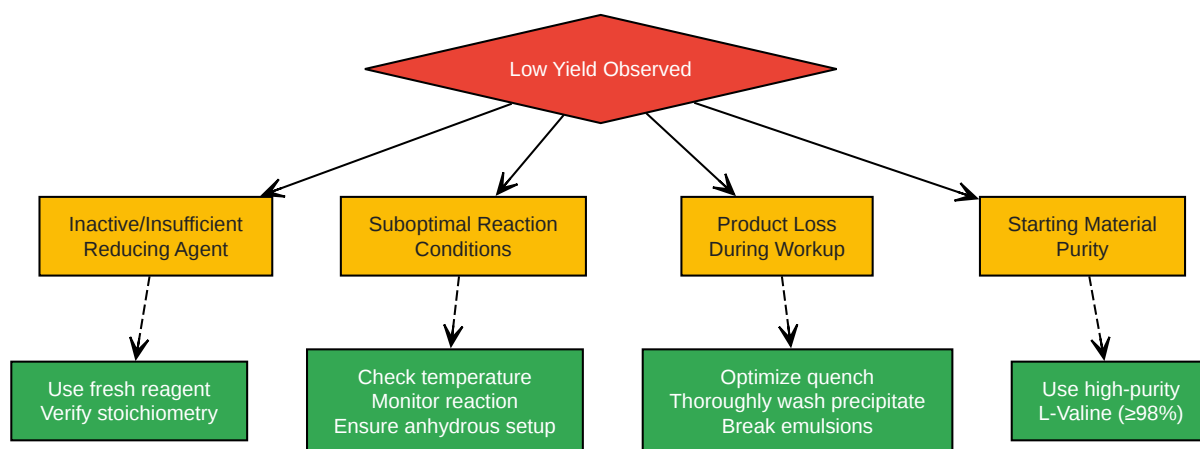 Low Yield Observed
Inactive/Insufficient
Reducing Agent
Suboptimal Reaction
Conditions
Product Loss
During Workup
Starting Material
Purity
Use fresh reagent
Verify stoichiometry
Check temperature
Monitor reaction
Ensure anhydrous setup
Optimize quench
Thoroughly wash precipitate
Break emulsions
Use high-purity
L-Valine (≥98%)